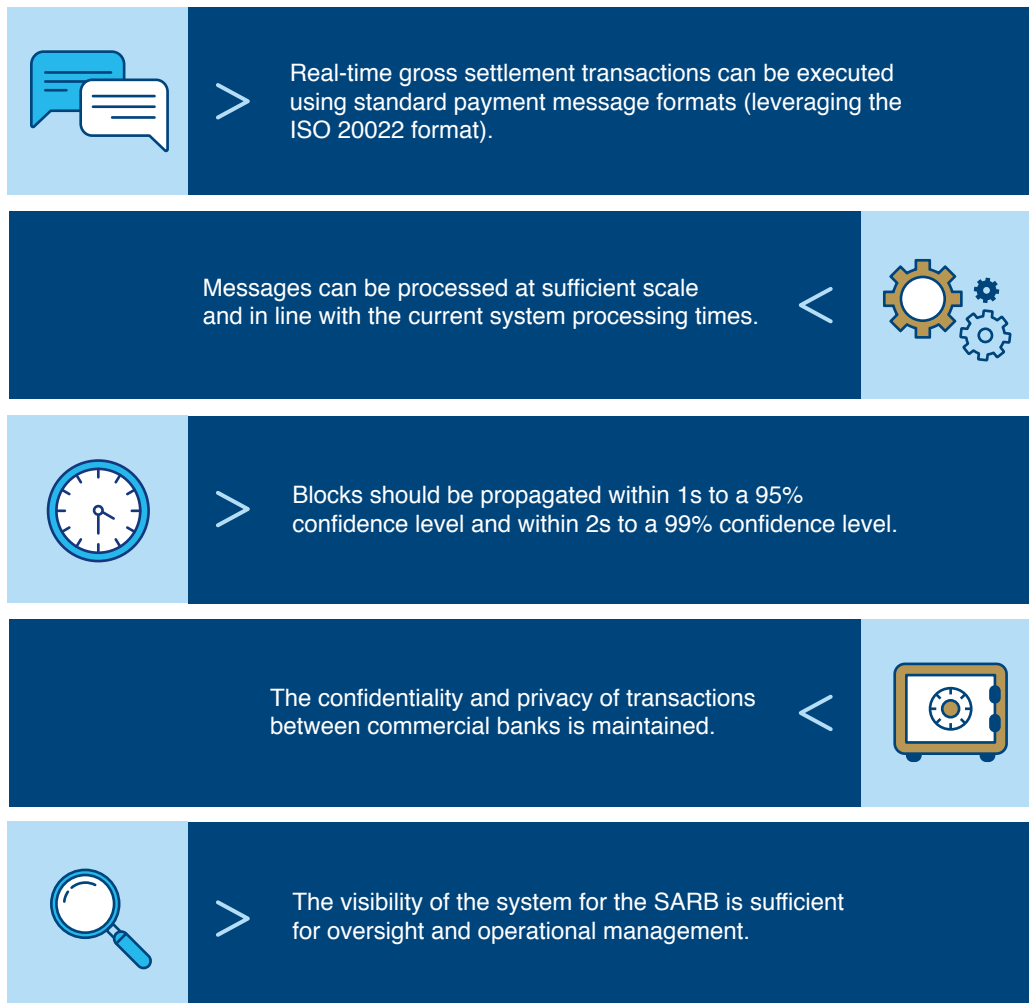 Real-time gross settlement transactions can be executed
using standard payment message formats (leveraging the
ISO 20022 format).
Messages can be processed at sufficient scale
and in line with the current system processing times.
Blocks should be propagated within 1s to a 95%
confidence level and within 2s to a 99% confidence level.
The confidentiality and privacy of transactions
between commercial banks is maintained.
The visibility of the system for the SARB is sufficient
for oversight and operational management.